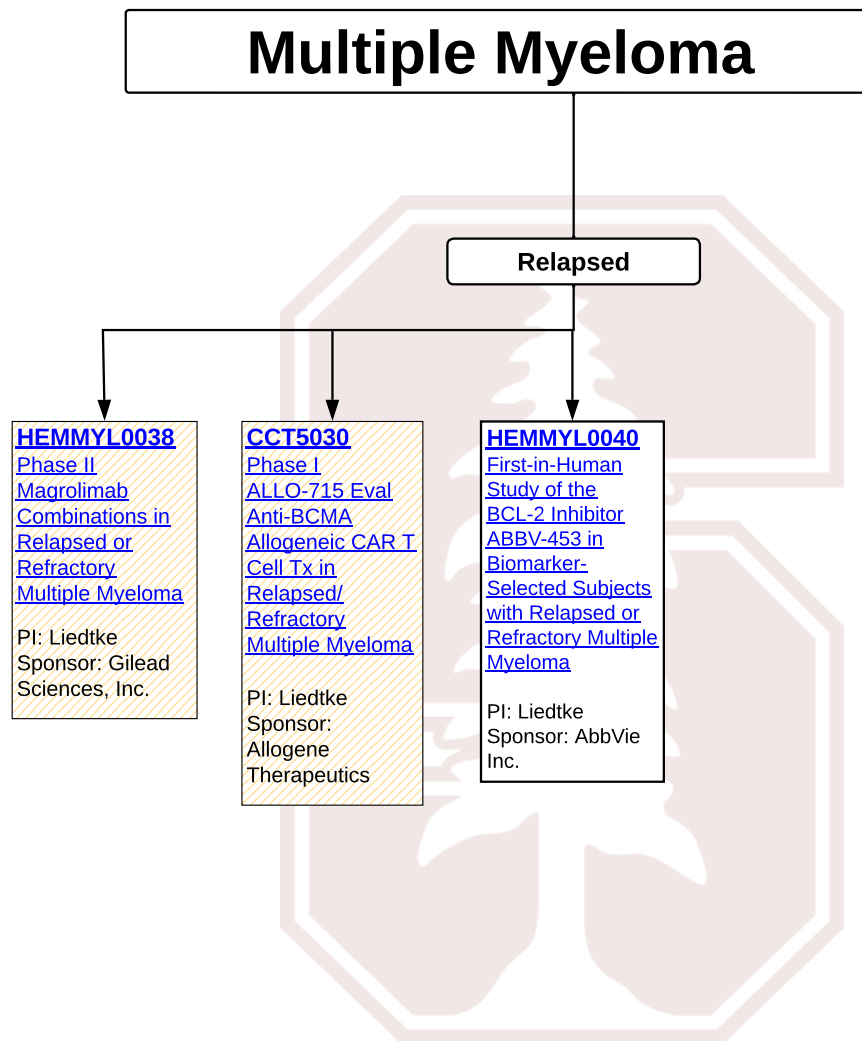 Multiple Myeloma
Relapsed
HEMMYL0038
Phase II
Magrolimab
Combinations in
Relapsed or
Refractory
Multiple Myeloma
PI: Liedtke
Sponsor: Gilead
Sciences, Inc.
CCT5030
Phase I
ALLO-715 Eval
Anti-BCMA
Allogeneic CAR T
Cell Tx in
Relapsed/
Refractory
Multiple Myeloma
PI: Liedtke
Sponsor:
Allogene
Therapeutics
HEMMYL0040
First-in-Human
Study of the
BCL-2 Inhibitor
ABBV-453 in
Biomarker-
Selected Subjects
with Relapsed or
Refractory Multiple
Myeloma
PI: Liedtke
Sponsor: AbbVie
Inc.